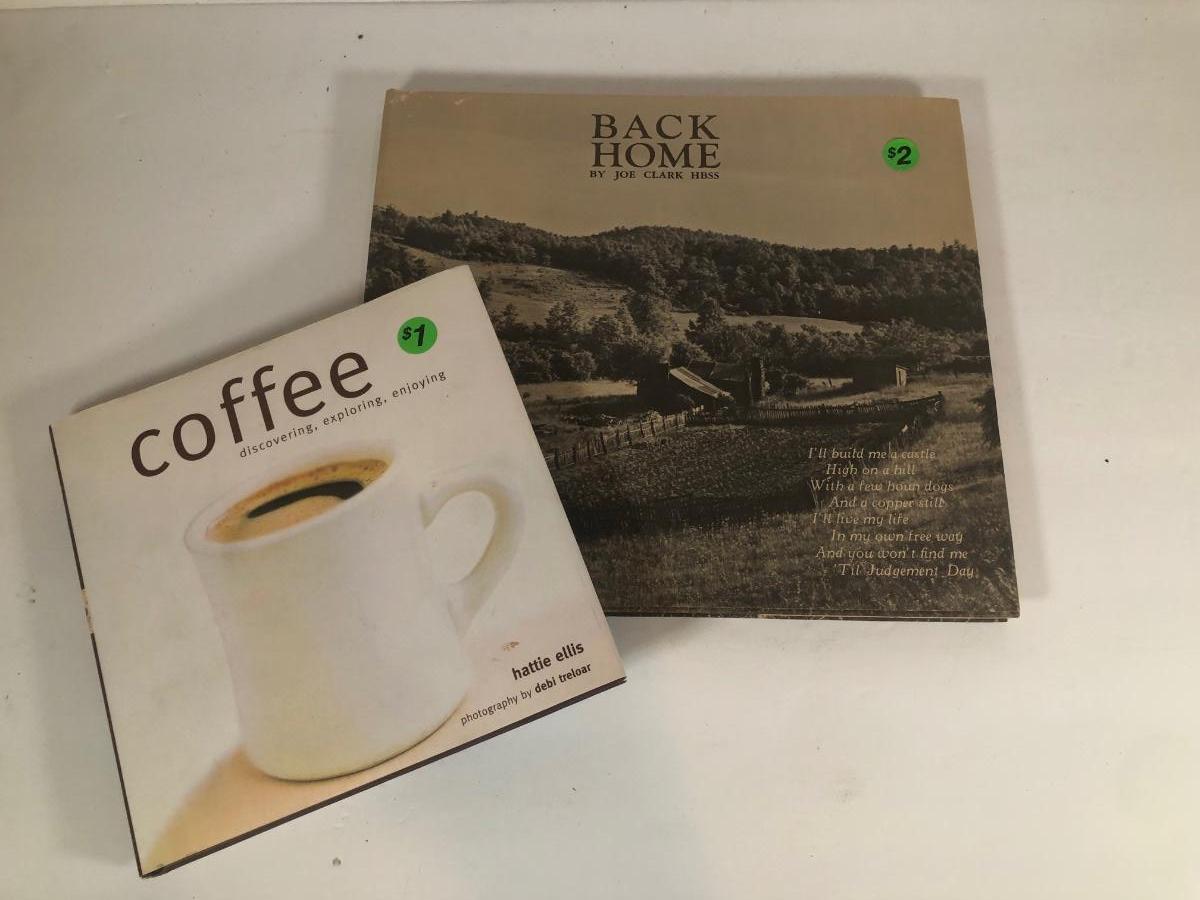 BACK
HOME
BY JOE CLARK HBSS
$2
I'll build me a castle
High on a hill
With a few houn dogs
And a copper still
I'll live my life
In my own free way
And you won't find me
'Til Judgement Day
$1
coffee
discovering, exploring, enjoying
hattie ellis
photography by debi treloar